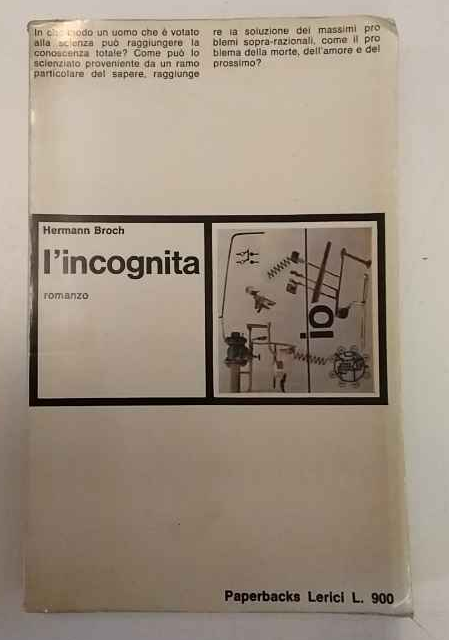 In che modo un uomo che è votato
alla scienza può raggiungere la
conoscenza totale? Come può lo
scienziato proveniente da un ramo
particolare del sapere, raggiunge
re la soluzione dei massimi pro
blemi sopra-razionali, come il pro
blema della morte, dell'amore e del
prossimo?
Hermann Broch
l'incognita
romanzo
io
Paperbacks Lerici L. 900